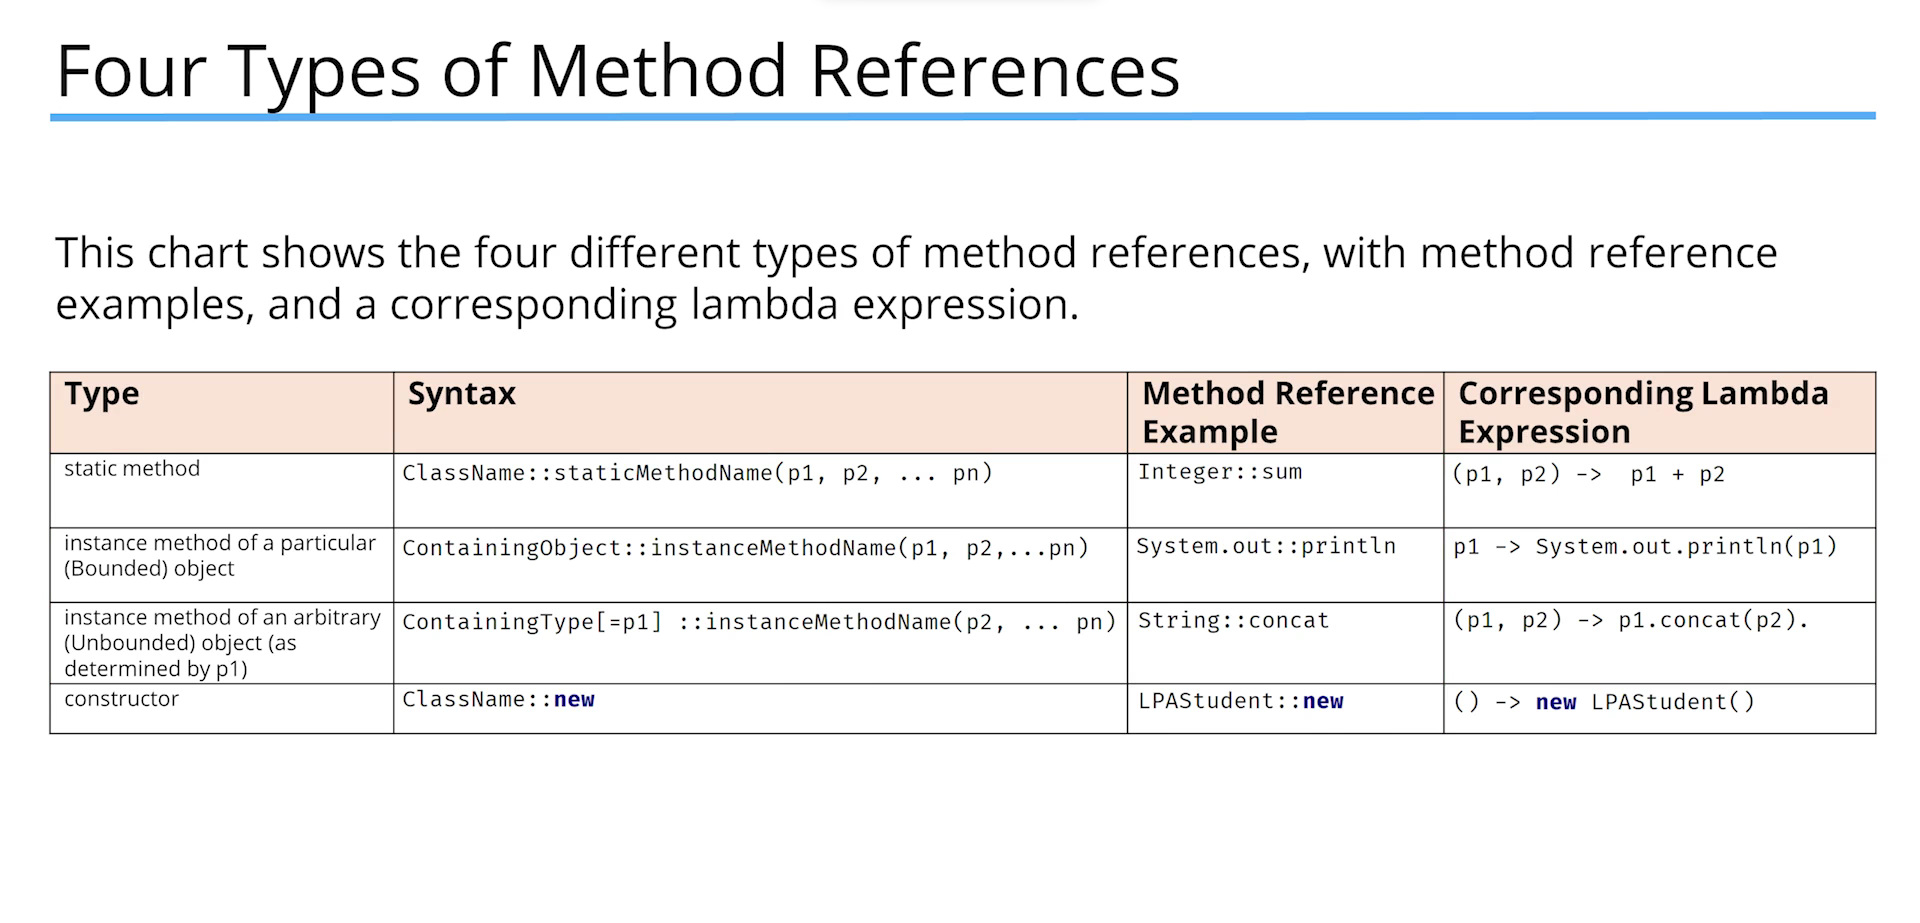 Four Types of Method References
This chart shows the four different types of method references, with method reference
examples, and a corresponding lambda expression.
Type
Syntax
Method Reference
Example
Corresponding Lambda
Expression
static method
ClassName::staticMethodName(p1, p2, ... pn)
Integer::sum
(p1, p2) ->  p1 + p2
instance method of a particular
(Bounded) object
ContainingObject::instanceMethodName(p1, p2,...pn)
System.out::println
p1 -> System.out.println(p1)
instance method of an arbitrary
(Unbounded) object (as
determined by p1)
ContainingType[=p1] ::instanceMethodName(p2, ... pn)
String::concat
(p1, p2) -> p1.concat(p2).
constructor
ClassName::new
LPAStudent::new
() -> new LPAStudent()